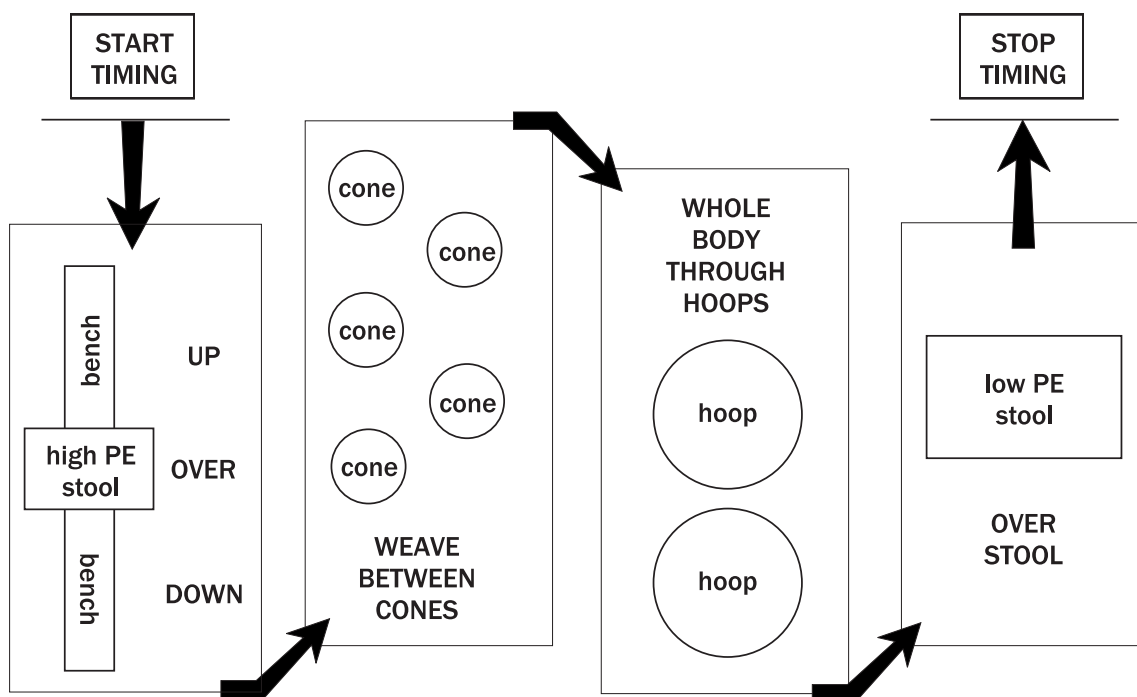 START
TIMING
bench
UP
high PE
stool
OVER
bench
DOWN
cone
cone
cone
cone
cone
WEAVE
BETWEEN
CONES
WHOLE
BODY
THROUGH
HOOPS
hoop
hoop
STOP
TIMING
low PE
stool
OVER
STOOL